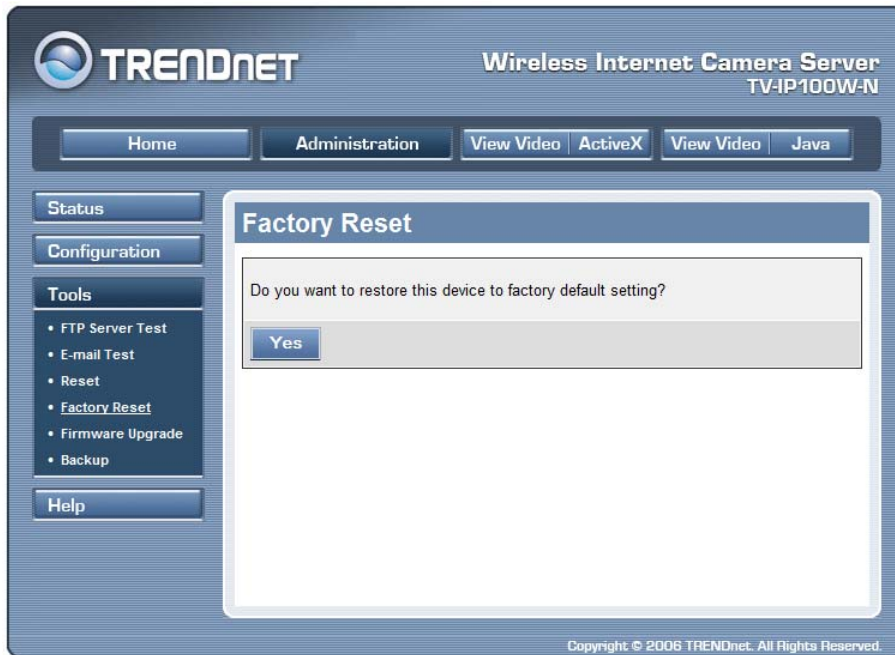 TRENDNET
Wireless Internet Camera Server
TV-IP100W-N
Home
Administration
View Video | ActiveX
View Video | Java
Status
Configuration
Tools
• FTP Server Test
• E-mail Test
• Reset
• Factory Reset
• Firmware Upgrade
• Backup
Help
Factory Reset
Do you want to restore this device to factory default setting?
Yes
Copyright © 2006 TRENDnet. All Rights Reserved.